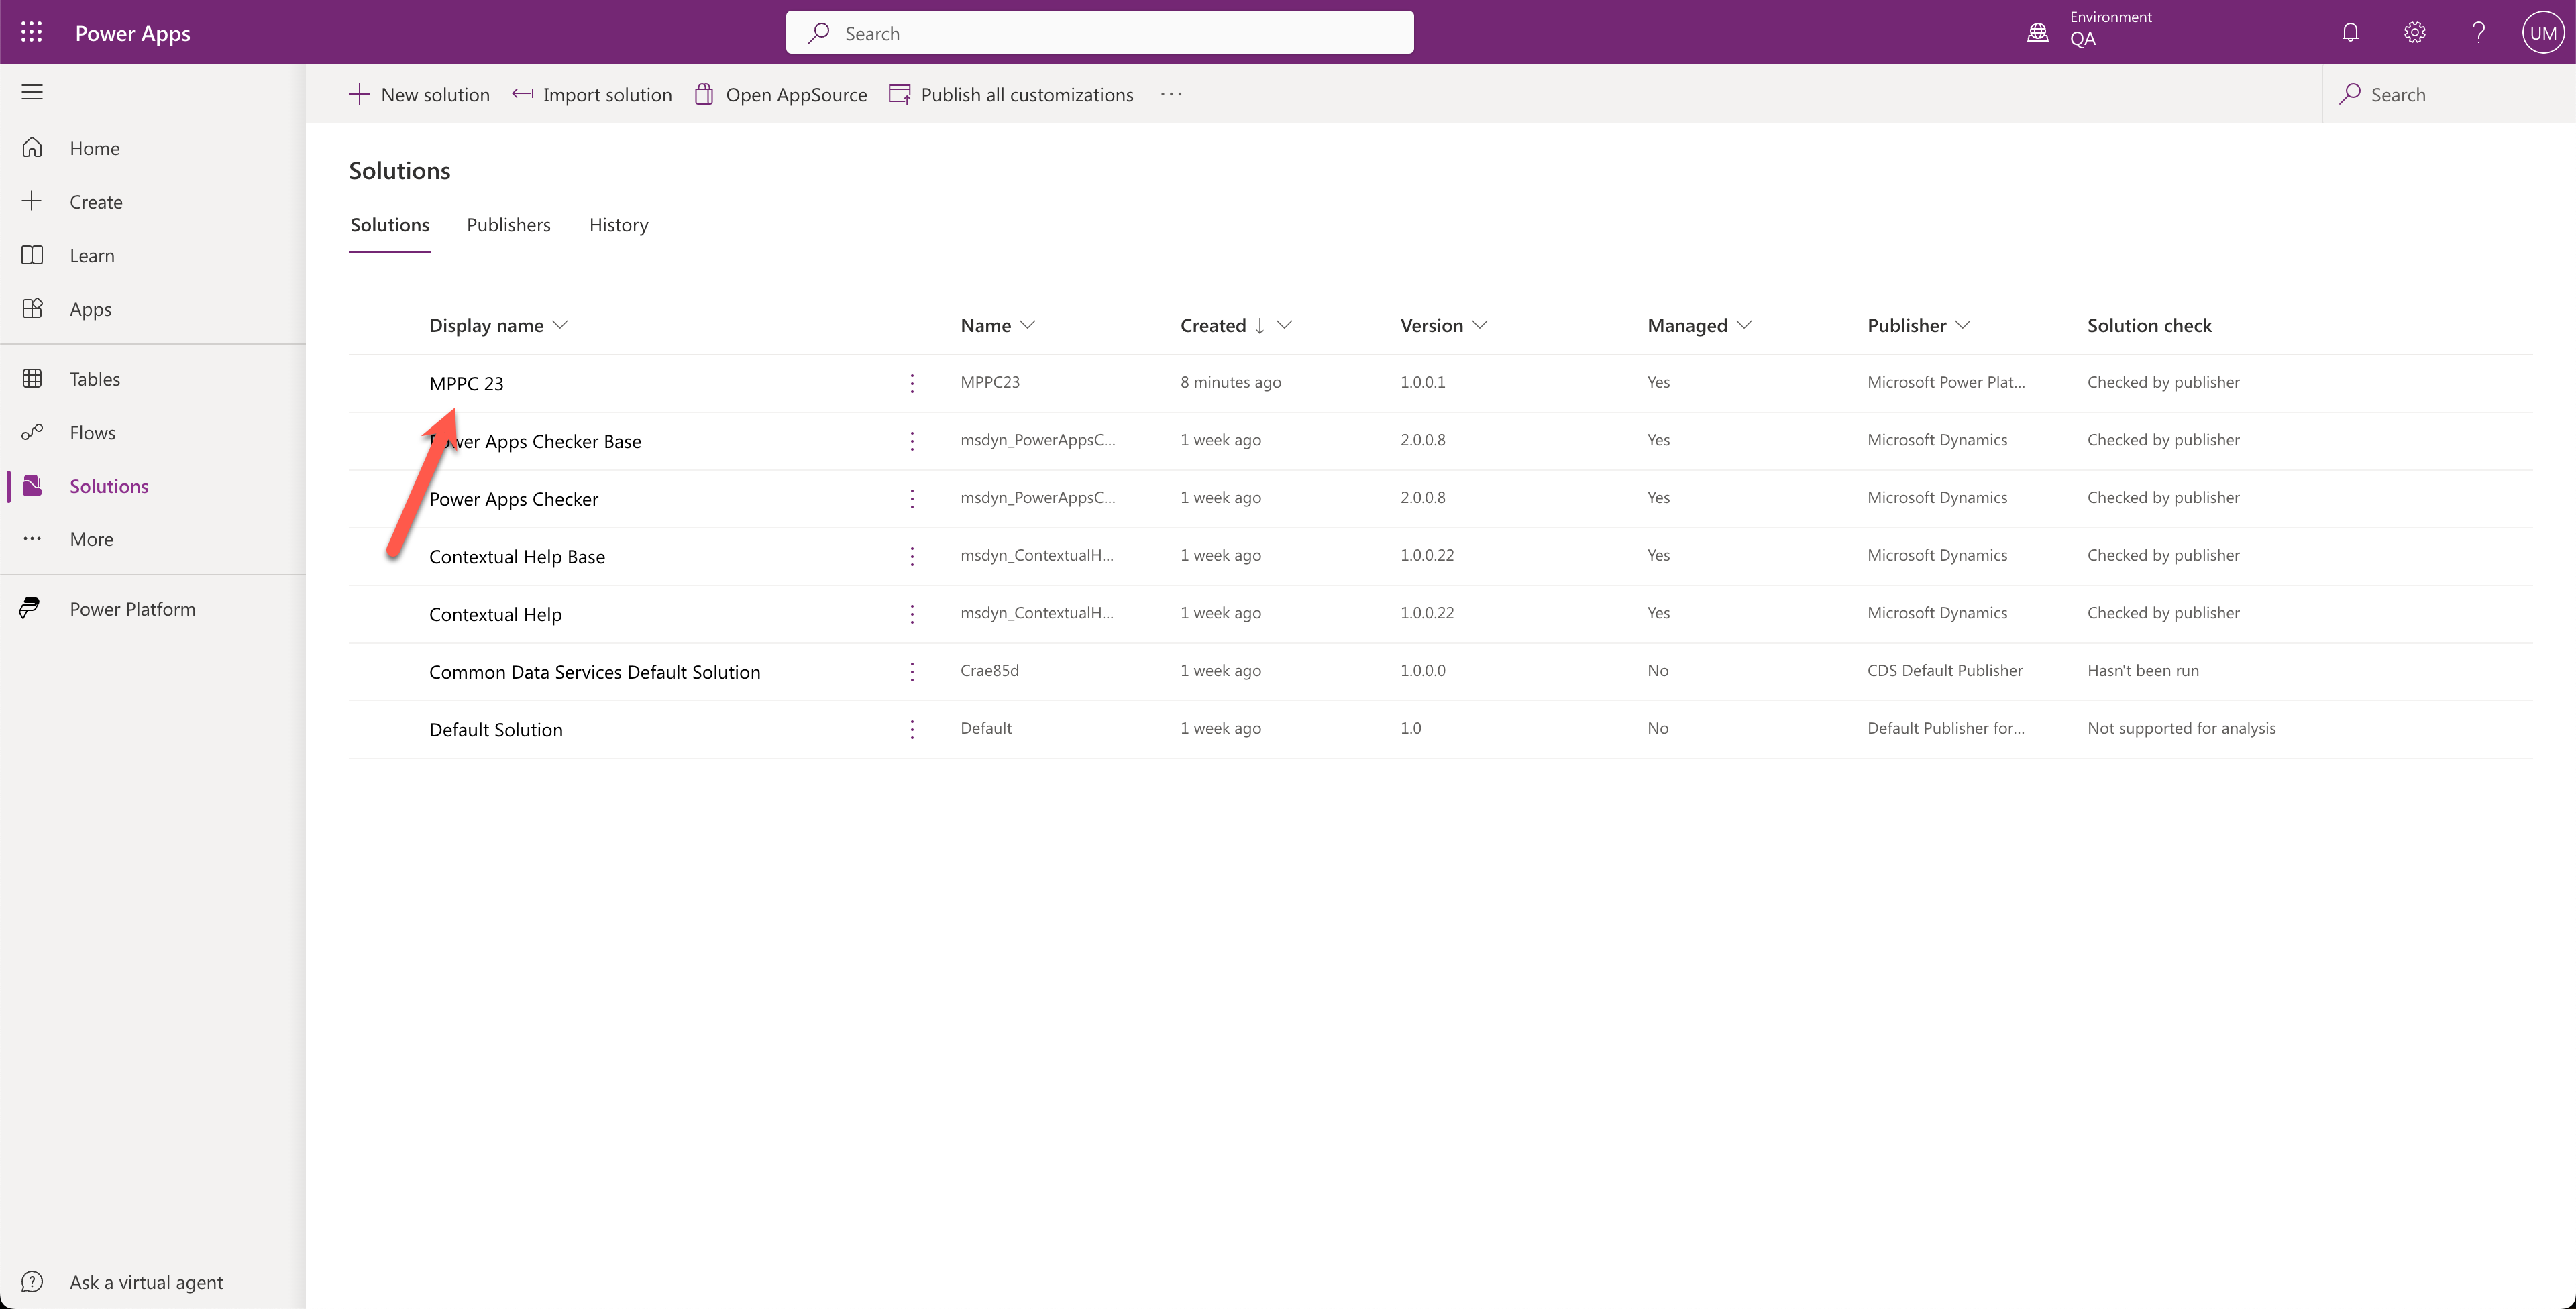 Power Apps
Search
Environment
QA
UM
New solution
Import solution
Open AppSource
Publish all customizations
Search
Home
Create
Learn
Apps
Tables
Flows
Solutions
More
Power Platform
Ask a virtual agent
Solutions
Solutions Publishers History
Display name Name Created Version Managed Publisher Solution check
MPPC 23 MPPC23 8 minutes ago 1.0.0.1 Yes Microsoft Power Plat... Checked by publisher
Power Apps Checker Base msdyn_PowerAppsC... 1 week ago 2.0.0.8 Yes Microsoft Dynamics Checked by publisher
Power Apps Checker msdyn_PowerAppsC... 1 week ago 2.0.0.8 Yes Microsoft Dynamics Checked by publisher
Contextual Help Base msdyn_ContextualH... 1 week ago 1.0.0.22 Yes Microsoft Dynamics Checked by publisher
Contextual Help msdyn_ContextualH... 1 week ago 1.0.0.22 Yes Microsoft Dynamics Checked by publisher
Common Data Services Default Solution Crae85d 1 week ago 1.0.0.0 No CDS Default Publisher Hasn't been run
Default Solution Default 1 week ago 1.0 No Default Publisher for... Not supported for analysis